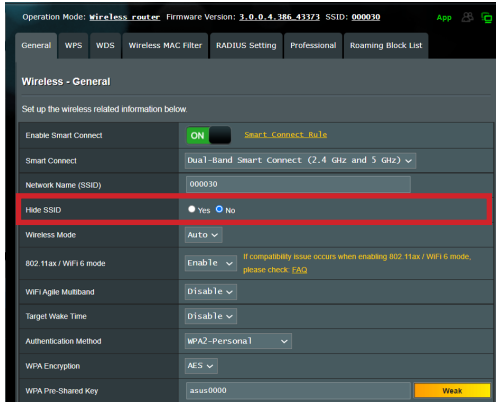 Operation Mode: Wireless router Firmware Version: 3.0.0.4.386_43373 SSID: 000030 App
General WPS WDS Wireless MAC Filter RADIUS Setting Professional Roaming Block List
Wireless - General
Set up the wireless related information below.
Enable Smart Connect ON Smart Connect Rule
Smart Connect Dual-Band Smart Connect (2.4 GHz and 5 GHz)
Network Name (SSID) 000030
Hide SSID Yes No
Wireless Mode Auto
802.11ax / WiFi 6 mode Enable If compatibility issue occurs when enabling 802.11ax / WiFi 6 mode,
please check: FAQ
WiFi Agile Multiband Disable
Target Wake Time Disable
Authentication Method WPA2-Personal
WPA Encryption AES
WPA Pre-Shared Key asus0000 Weak